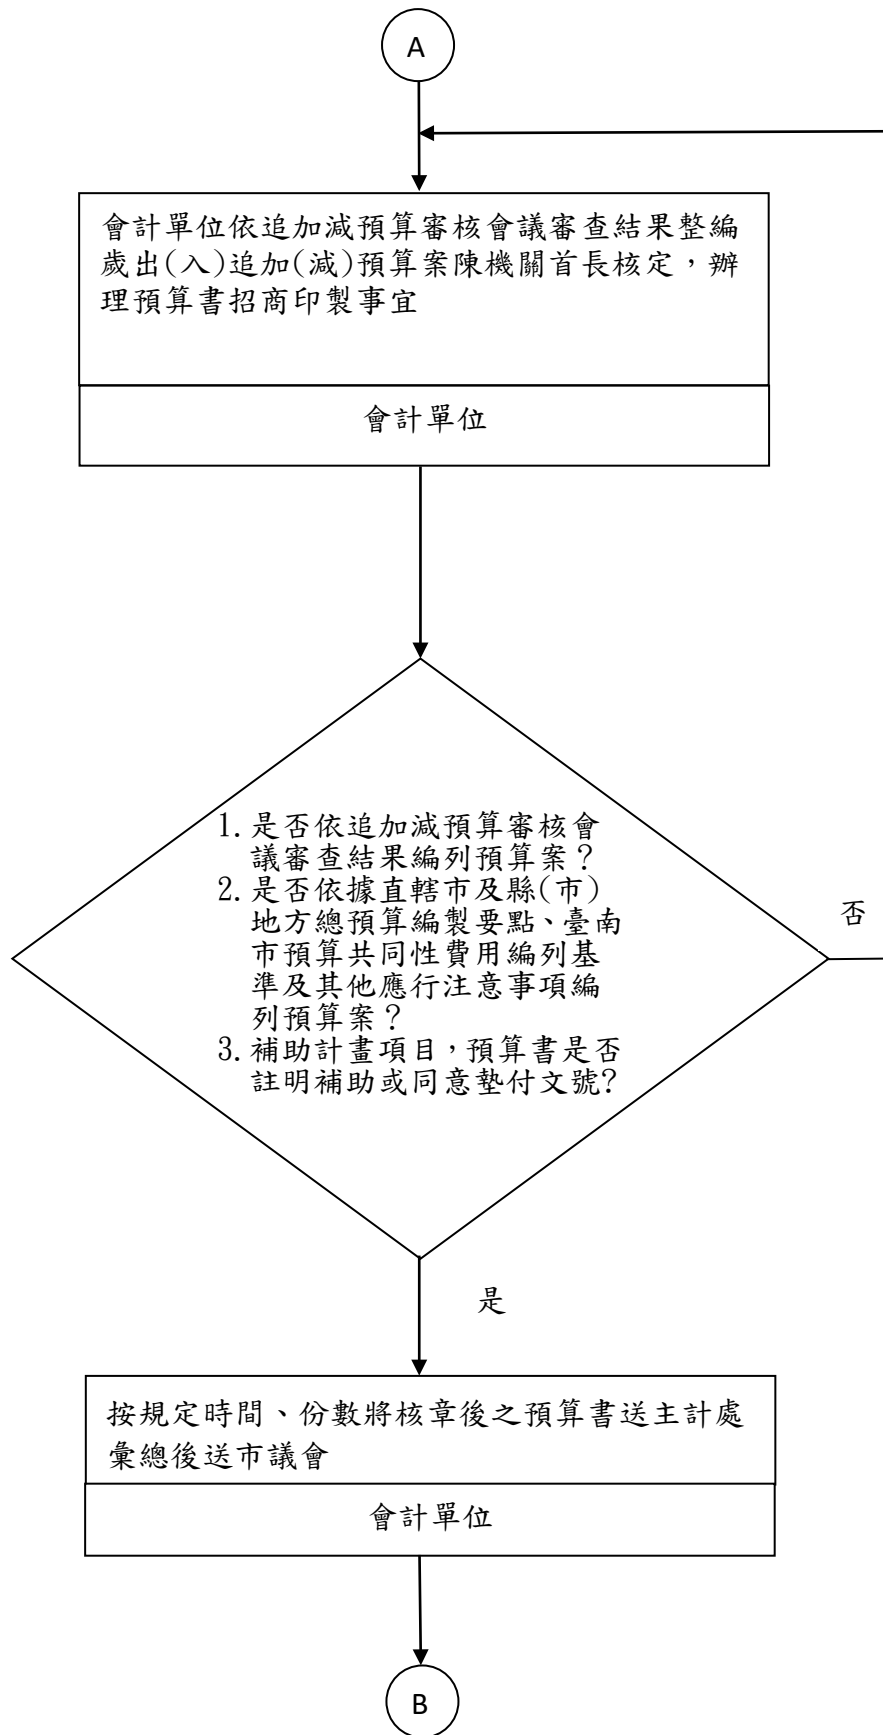 A
會計單位依追加減預算審核會議審查結果整編
歲出(入)追加(減)預算案陳機關首長核定，辦
理預算書招商印製事宜
會計單位
1.是否依追加減預算審核會
議審查結果編列預算案？
2.是否依據直轄市及縣(市)
地方總預算編製要點、臺南
市預算共同性費用編列基
準及其他應行注意事項編
列預算案？
3.補助計畫項目，預算書是否
註明補助或同意墊付文號?
否
是
按規定時間、份數將核章後之預算書送主計處
彙總後送市議會
會計單位
B